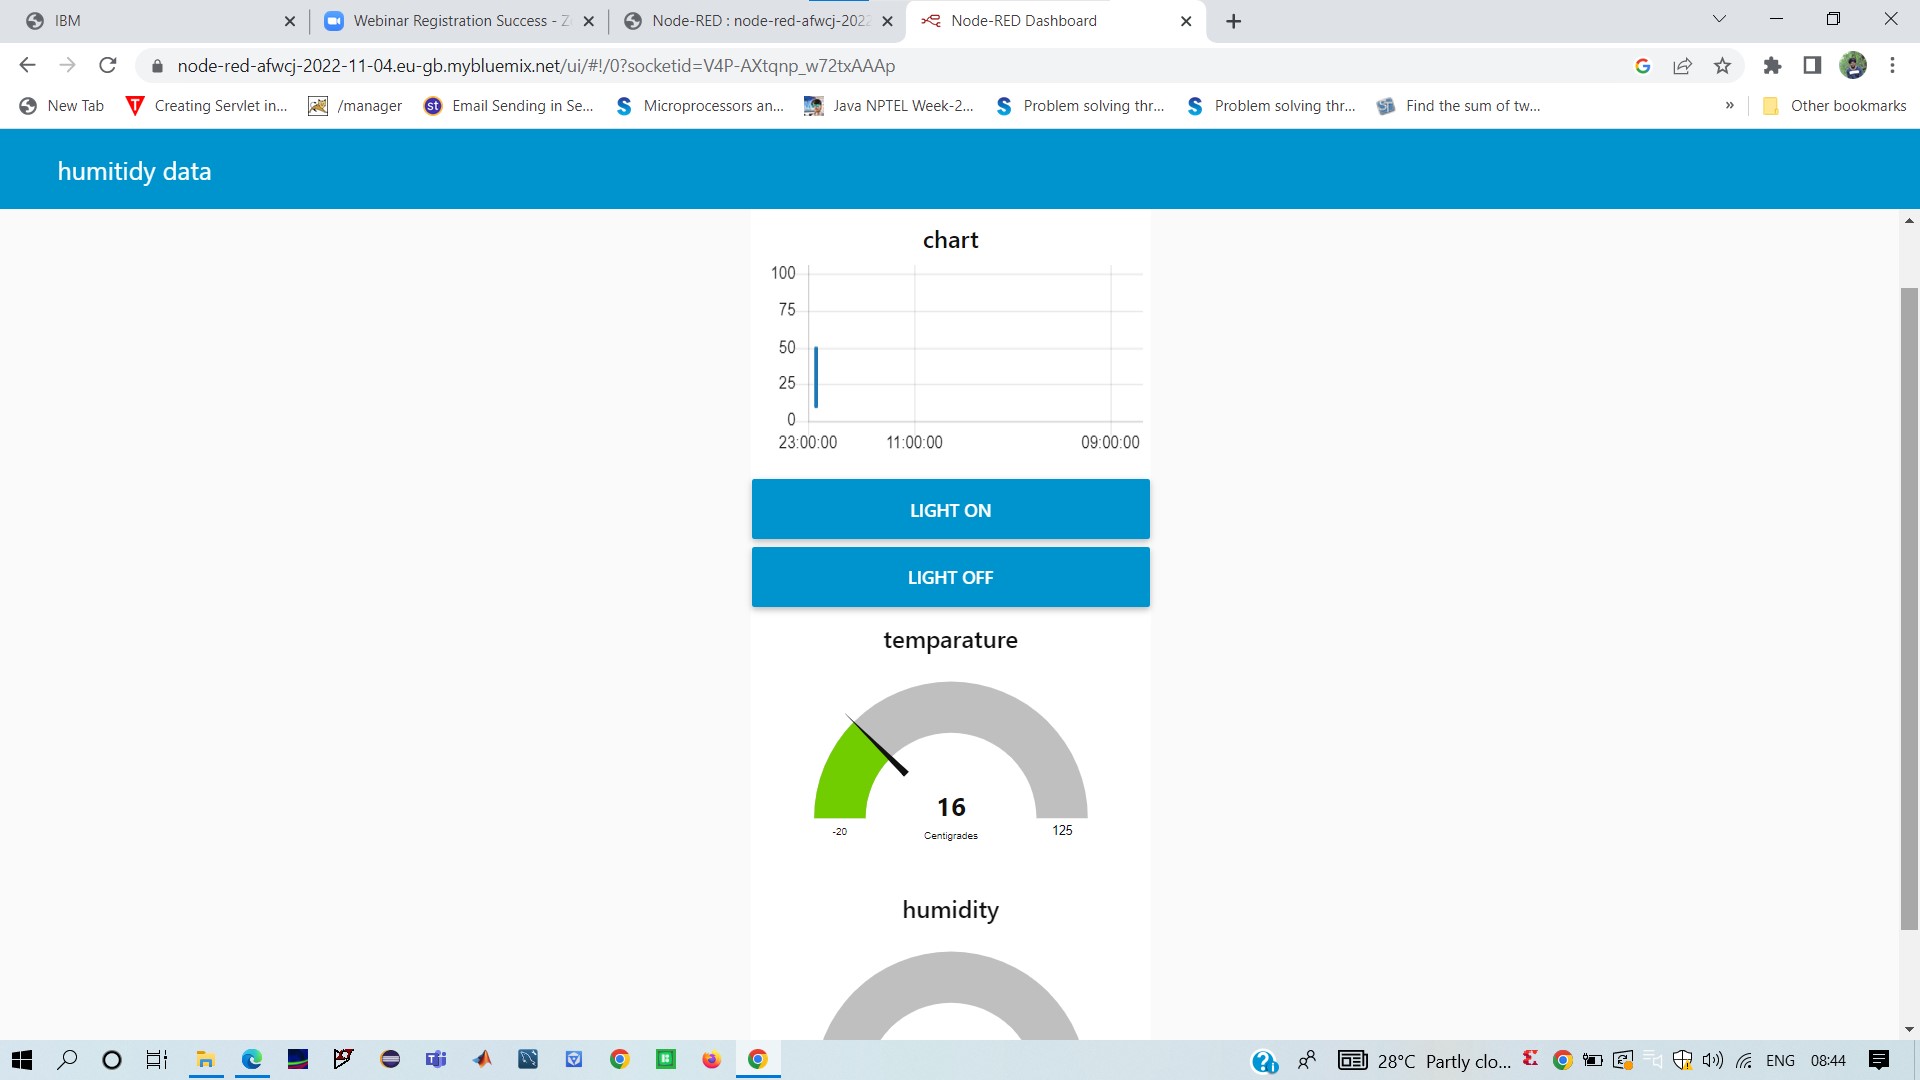 IBM
Webinar Registration Success - Z
Node-RED : node-red-afwcj-2022
Node-RED Dashboard
node-red-afwcj-2022-11-04.eu-gb.mybluemix.net/ui/#!/0?socketid=V4P-AXtqnp_w72txAAAp
New Tab
Creating Servlet in...
/manager
st
Email Sending in Se...
Microprocessors an...
Java NPTEL Week-2...
Problem solving thr...
Problem solving thr...
Find the sum of tw...
»
Other bookmarks
humitidy data
chart
100
75
50
25
0
23:00:00 11:00:00 09:00:00
LIGHT ON
LIGHT OFF
temparature
16
-20 Centigrades 125
humidity
28°C Partly clo...
ENG
08:44